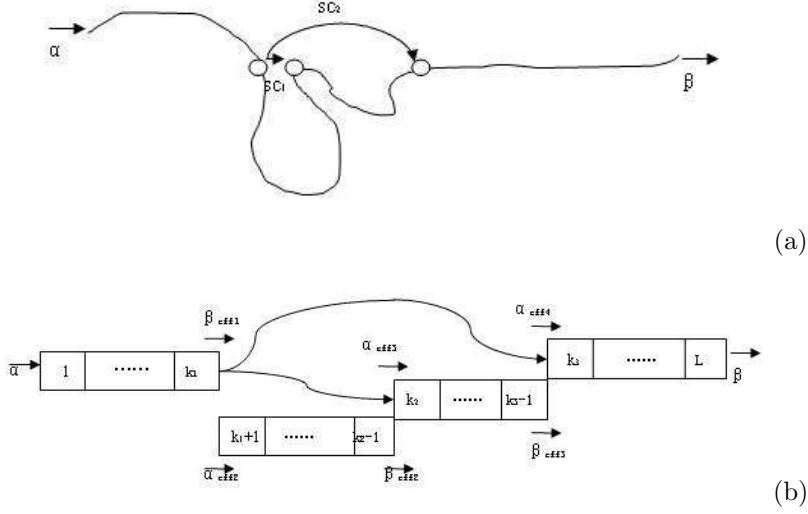 SC₂
α
SC₁
β
(a)
β eff1
α eff4
α eff3
α
1 ...... k₁
k₃ ...... L
β
k₂ ...... k₃-1
k₁+1 ...... k₂-1
α eff2
β eff2
β eff3
(b)